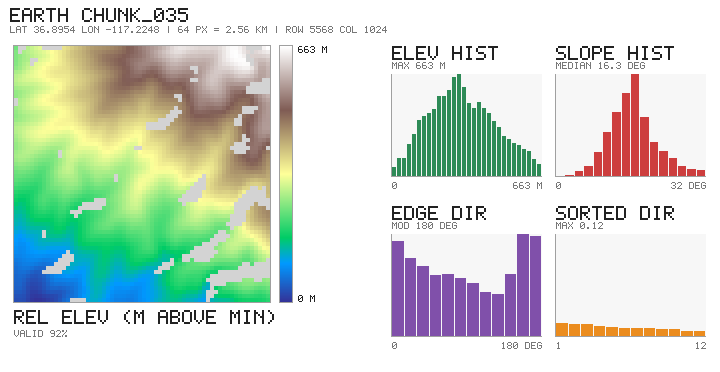 EARTH CHUNK_035
LAT 36.8954 LON -117.2248 | 64 PX = 2.56 KM | ROW 5568 COL 1024
663 M
0 M
REL ELEV (M ABOVE MIN)
VALID 92%
ELEV HIST
MAX 663 M
0 663 M
SLOPE HIST
MEDIAN 16.3 DEG
0 32 DEG
EDGE DIR
MOD 180 DEG
0 180 DEG
SORTED DIR
MAX 0.12
1 12